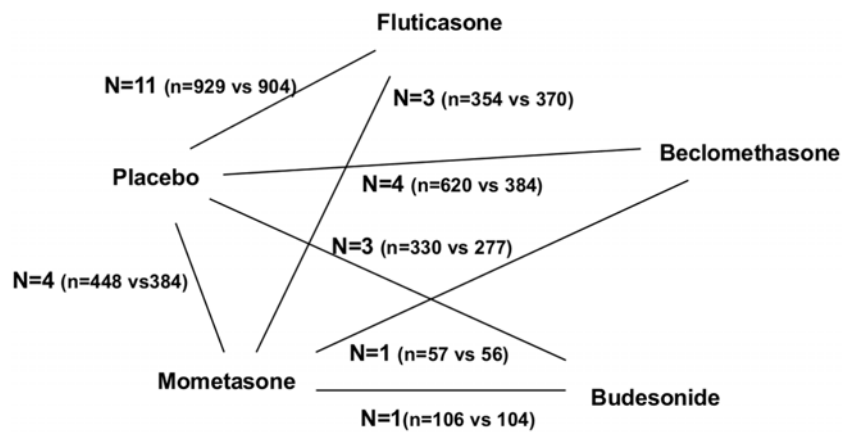 Fluticasone
N=11 (n=929 vs 904)
N=3 (n=354 vs 370)
Beclomethasone
Placebo
N=4 (n=620 vs 384)
N=3 (n=330 vs 277)
N=4 (n=448 vs384)
N=1 (n=57 vs 56)
Mometasone
Budesonide
N=1(n=106 vs 104)